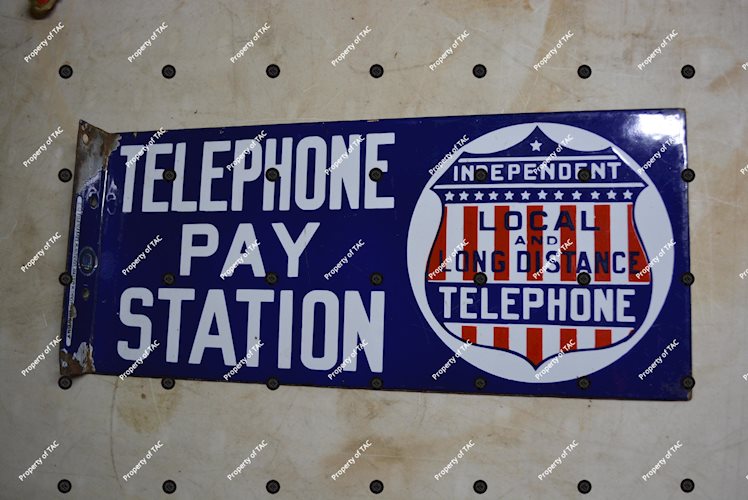 TELEPHONE
PAY
STATION
INDEPENDENT
LOCAL
AND
LONG DISTANCE
TELEPHONE
Property of TAC